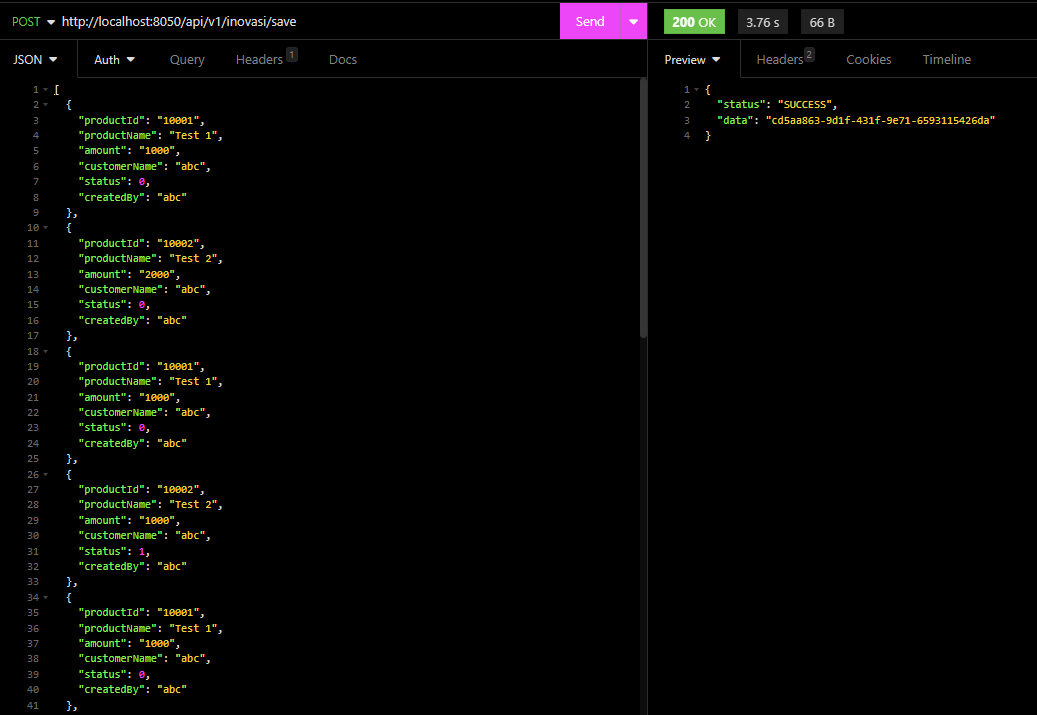 POST http://localhost:8050/api/v1/inovasi/save Send 200 OK 3.76 s 66 B
JSON Auth Query Headers 1 Docs Preview Headers 2 Cookies Timeline
1 [
2 {
3 "productId": "10001",
4 "productName": "Test 1",
5 "amount": "1000",
6 "customerName": "abc",
7 "status": 0,
8 "createdBy": "abc"
9 },
10 {
11 "productId": "10002",
12 "productName": "Test 2",
13 "amount": "2000",
14 "customerName": "abc",
15 "status": 0,
16 "createdBy": "abc"
17 },
18 {
19 "productId": "10001",
20 "productName": "Test 1",
21 "amount": "1000",
22 "customerName": "abc",
23 "status": 0,
24 "createdBy": "abc"
25 },
26 {
27 "productId": "10002",
28 "productName": "Test 2",
29 "amount": "1000",
30 "customerName": "abc",
31 "status": 1,
32 "createdBy": "abc"
33 },
34 {
35 "productId": "10001",
36 "productName": "Test 1",
37 "amount": "1000",
38 "customerName": "abc",
39 "status": 0,
40 "createdBy": "abc"
41 },
1 {
2 "status": "SUCCESS",
3 "data": "cd5aa863-9d1f-431f-9e71-6593115426da"
4 }